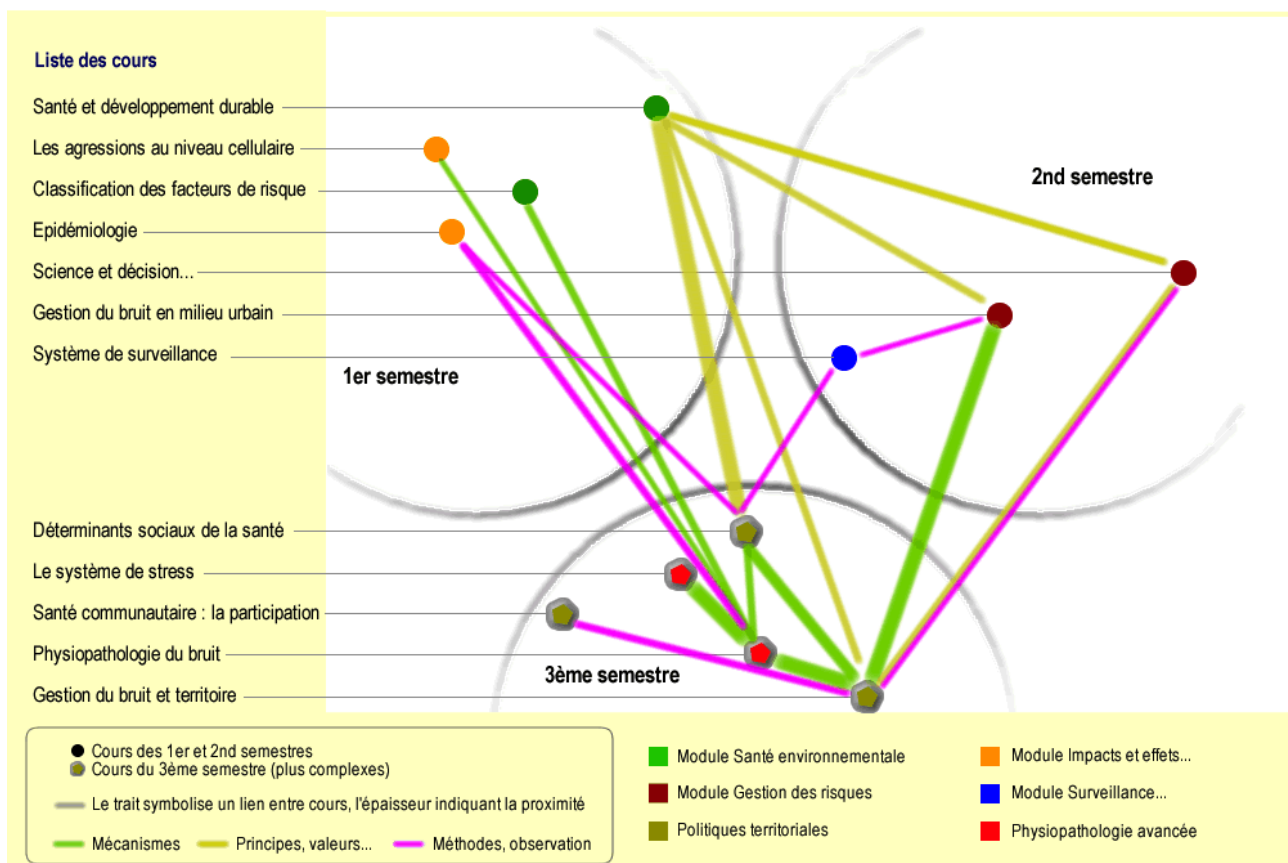 Liste des cours
Santé et développement durable
Les agressions au niveau cellulaire
Classification des facteurs de risque
Epidémiologie
Science et décision...
Gestion du bruit en milieu urbain
Système de surveillance
1er semestre
2nd semestre
Déterminants sociaux de la santé
Le système de stress
Santé communautaire : la participation
Physiopathologie du bruit
Gestion du bruit et territoire
3ème semestre
Cours des 1er et 2nd semestres
Cours du 3ème semestre (plus complexes)
Le trait symbolise un lien entre cours, l'épaisseur indiquant la proximité
Mécanismes
Principes, valeurs...
Méthodes, observation
Module Santé environnementale
Module Impacts et effets...
Module Gestion des risques
Module Surveillance...
Politiques territoriales
Physiopathologie avancée